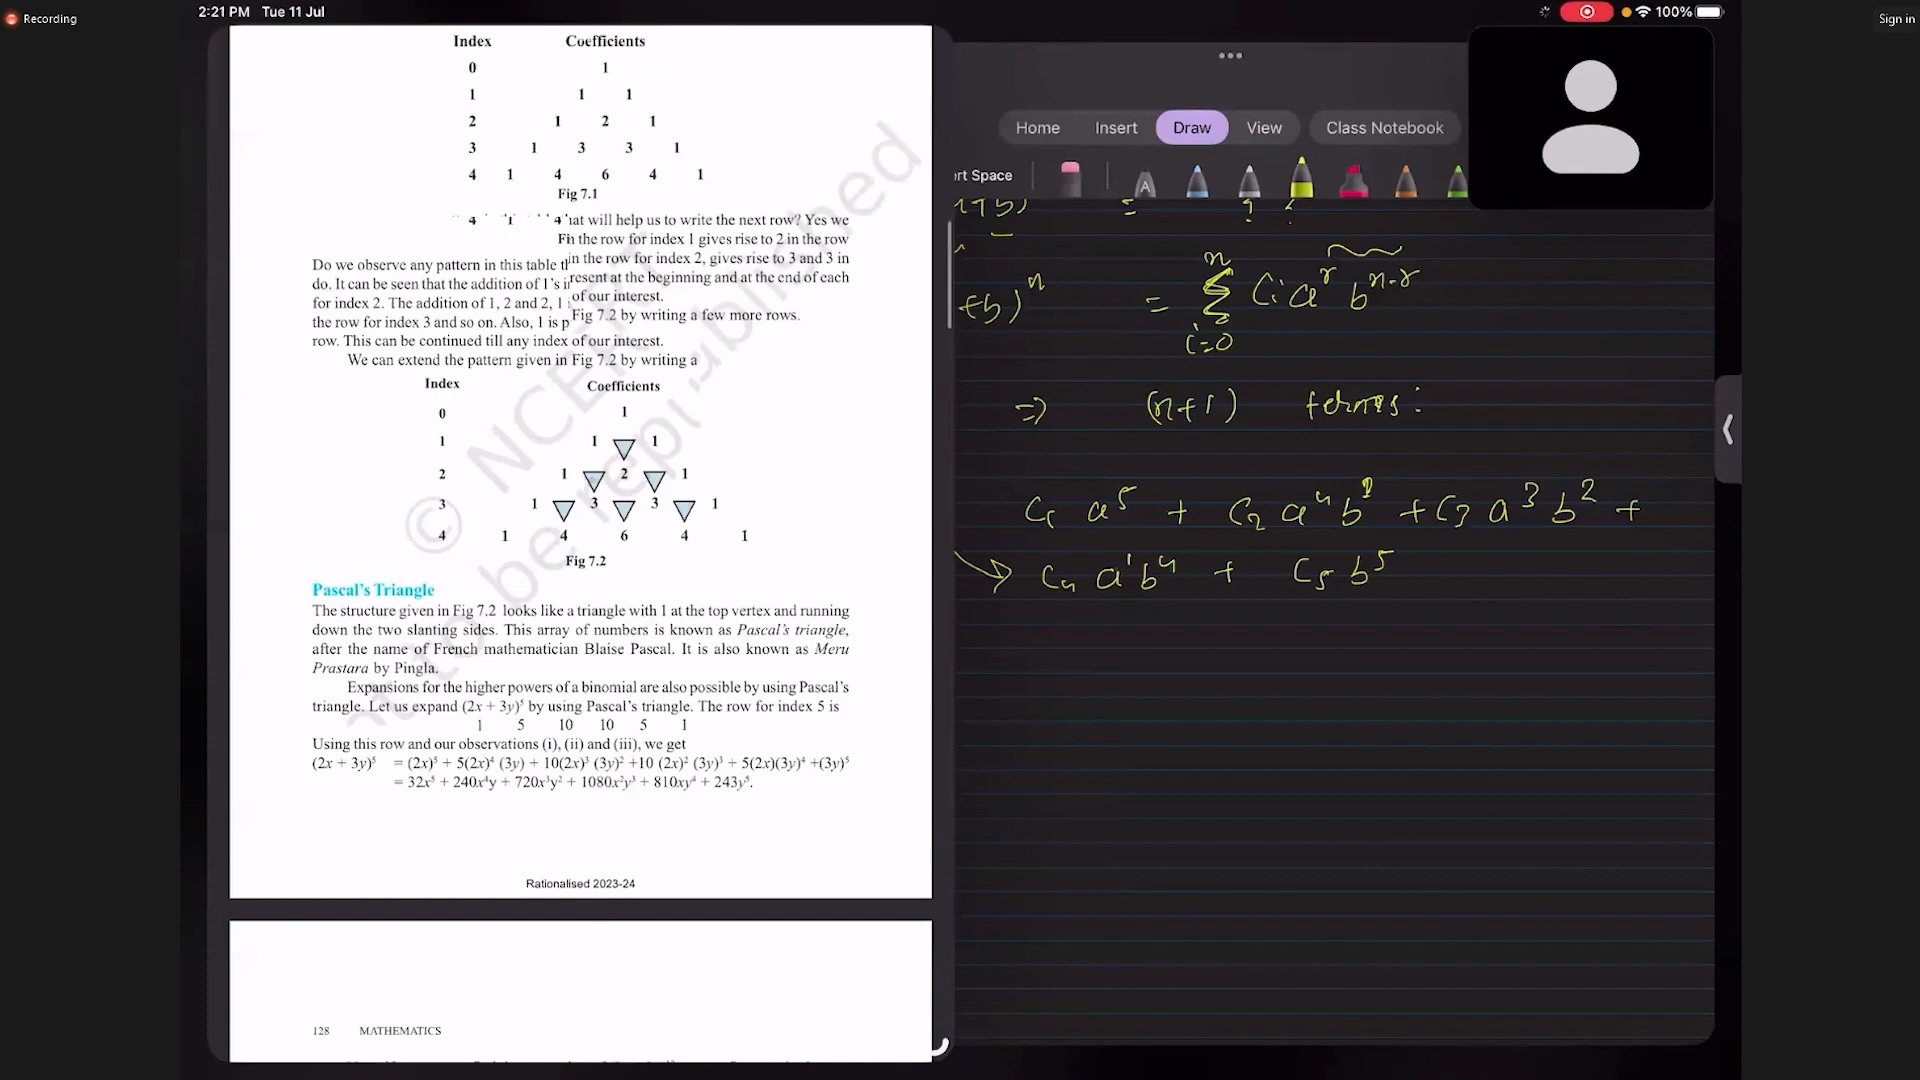 Recording
2:21 PM Tue 11 Jul
100%
Sign in
Index Coefficients
0 1
1 1 1
2 1 2 1
3 1 3 3 1
4 1 4 6 4 1
Fig 7.1
4 1 4 hat will help us to write the next row? Yes we
in the row for index 1 gives rise to 2 in the row
Do we observe any pattern in this table in the row for index 2, gives rise to 3 and 3 in
do. It can be seen that the addition of 1's resent at the beginning and at the end of each
for index 2. The addition of 1, 2 and 2, 1 of our interest.
the row for index 3 and so on. Also, 1 is p Fig 7.2 by writing a few more rows.
row. This can be continued till any index of our interest.
We can extend the pattern given in Fig 7.2 by writing a
Index Coefficients
0 1
1 1 1
2 1 2 1
3 1 3 3 1
4 1 4 6 4 1
Fig 7.2
Pascal's Triangle
The structure given in Fig 7.2 looks like a triangle with 1 at the top vertex and running
down the two slanting sides. This array of numbers is known as Pascal's triangle,
after the name of French mathematician Blaise Pascal. It is also known as Meru
Prastara by Pingla.
Expansions for the higher powers of a binomial are also possible by using Pascal's
triangle. Let us expand (2x + 3y)⁵ by using Pascal's triangle. The row for index 5 is
1 5 10 10 5 1
Using this row and our observations (i), (ii) and (iii), we get
(2x + 3y)⁵ = (2x)⁵ + 5(2x)⁴ (3y) + 10(2x)³ (3y)² +10 (2x)² (3y)³ + 5(2x)(3y)⁴ +(3y)⁵
= 32x⁵ + 240x⁴y + 720x³y² + 1080x²y³ + 810xy⁴ + 243y⁵.
Rationalised 2023-24
128 MATHEMATICS
© NCERT
Home Insert Draw View Class Notebook
rt Space
A
+b)ⁿ = n Σ i=0 Cᵢ aʳ bⁿ⁻ʳ
⇒ (n+1) terms:
C₁ a⁵ + C₂ a⁴ b¹ + C₃ a³ b² +
→ C₄ a¹ b⁴ + C₅ b⁵